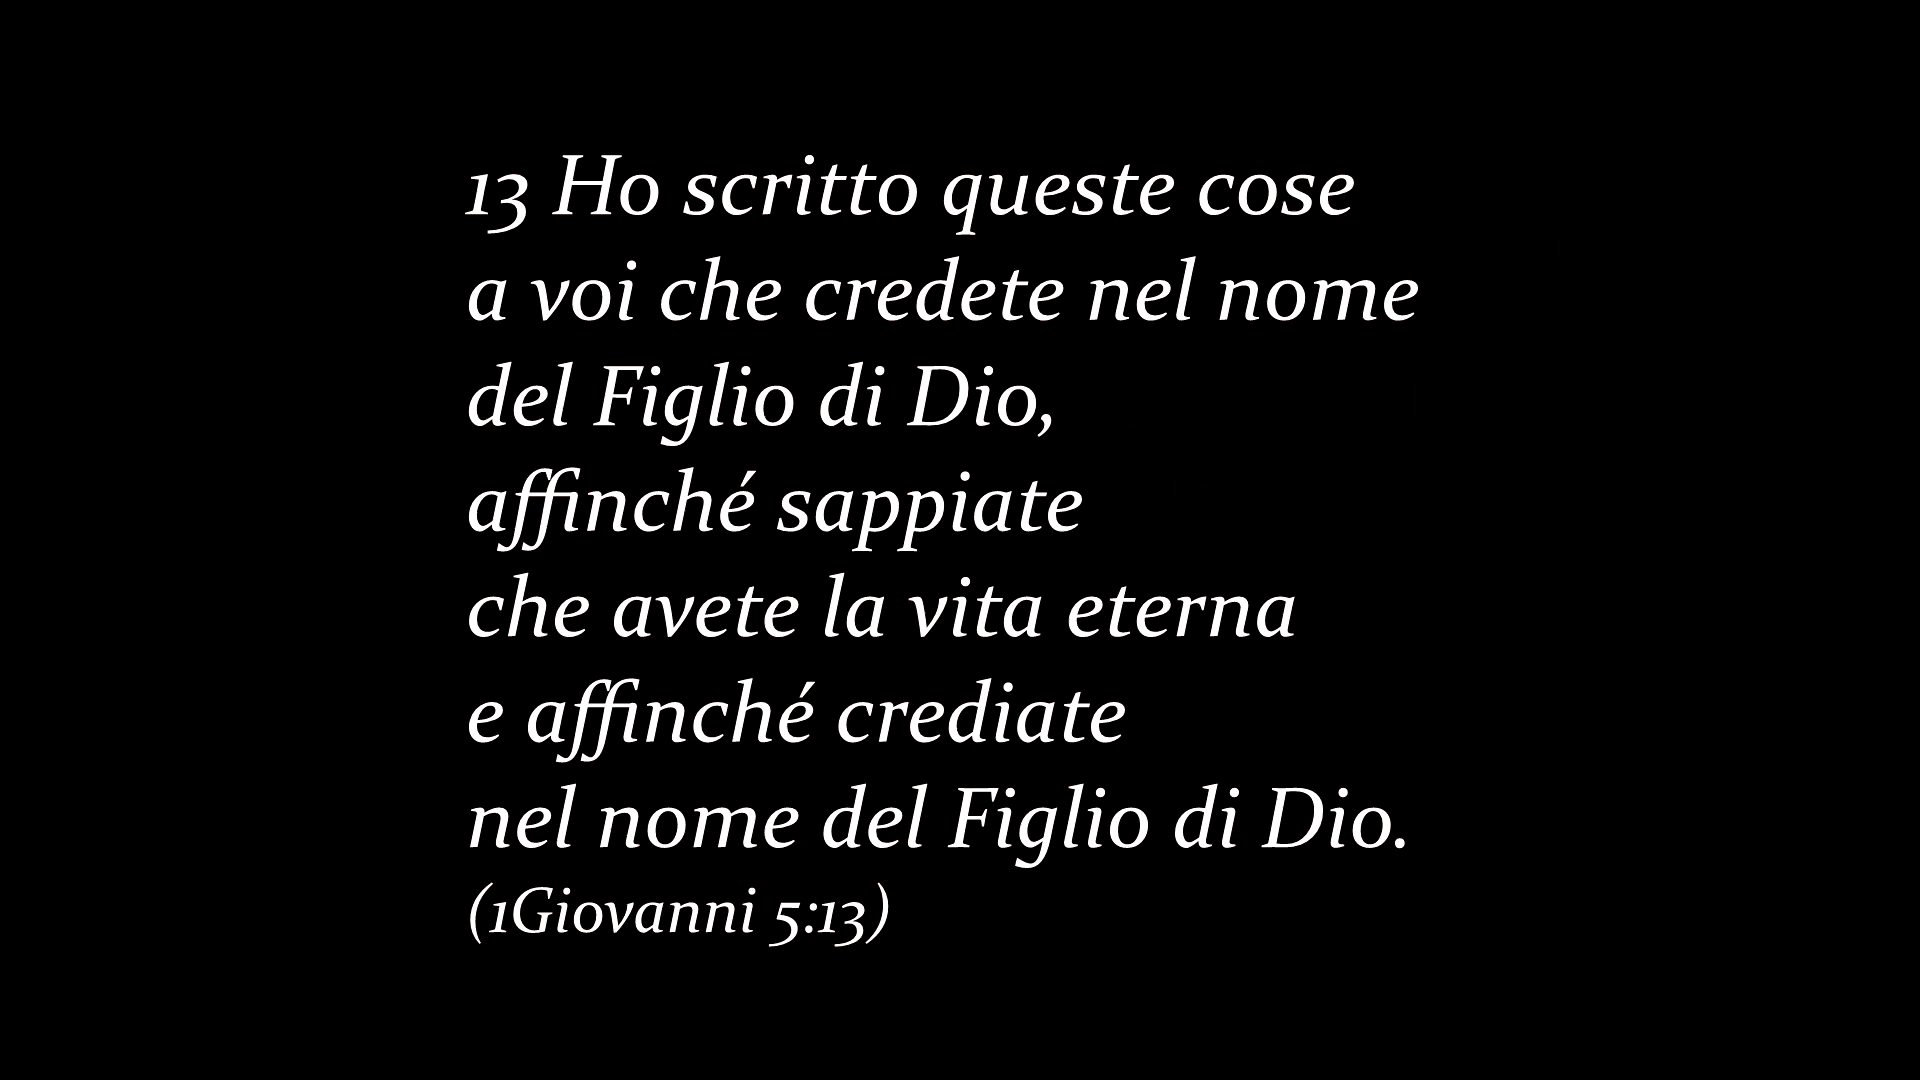 13 Ho scritto queste cose
a voi che credete nel nome
del Figlio di Dio,
affinché sappiate
che avete la vita eterna
e affinché crediate
nel nome del Figlio di Dio.
(1Giovanni 5:13)